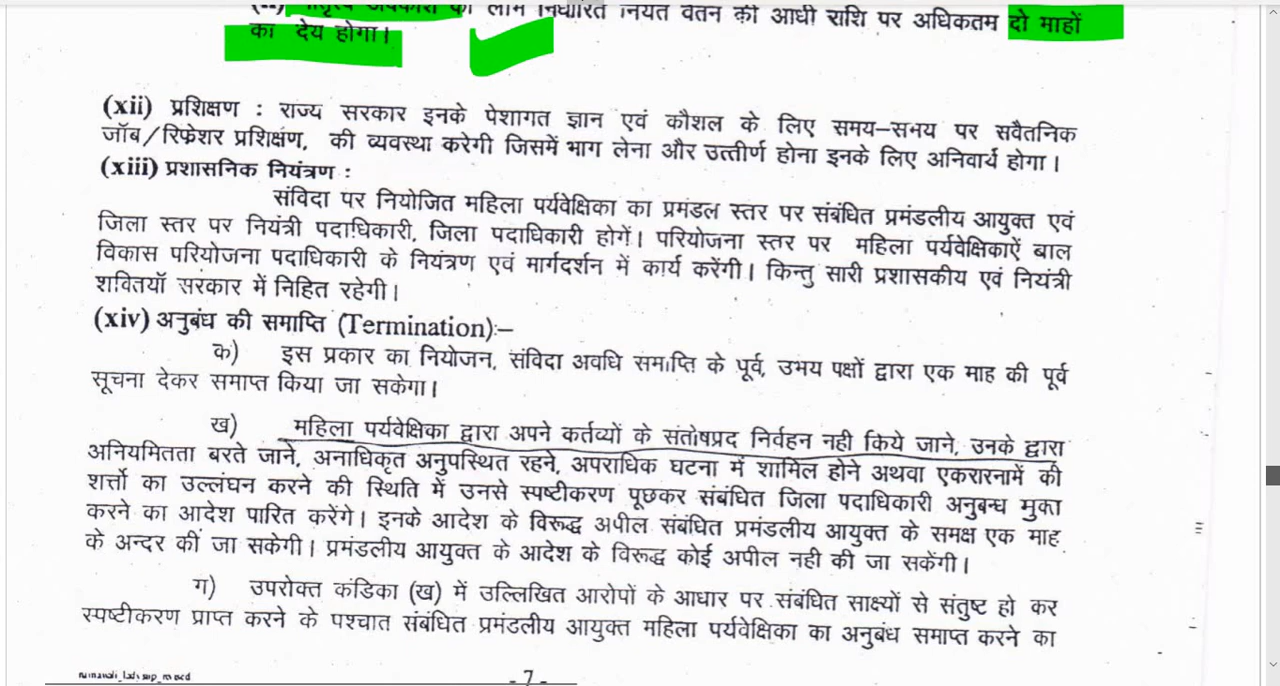 का लाभ निर्धारित नियत वेतन की आधी राशि पर अधिकतम दो माहों
का देय होगा।
(xii) प्रशिक्षण : राज्य सरकार इनके पेशागत ज्ञान एवं कौशल के लिए समय-समय पर सवैतनिक
जॉब/रिफ्रेशर प्रशिक्षंण, की व्यवस्था करेगी जिसमें भाग लेना और उत्तीर्ण होना इनके लिए अनिवार्य होगा।
(xiii) प्रशासनिक नियंत्रण :
संविदा पर नियोजित महिला पर्यवेक्षिका का प्रमंडल स्तर पर संबंधित प्रमंडलीय आयुक्त एवं
जिला स्तर पर नियंत्री पदाधिकारी, जिला पदाधिकारी होगें। परियोजना स्तर पर महिला पर्यवेक्षिकाऐं बाल
विकास परियोजना पदाधिकारी के नियंत्रण एवं मार्गदर्शन में कार्य करेंगी। किन्तु सारी प्रशासकीय एवं नियंत्री
शक्तियॉ सरकार में निहित रहेगी।
(xiv) अनुबंध की समाप्ति (Termination):-
क) इस प्रकार का नियोजन, संविदा अवधि समाप्ति के पूर्व, उभय पक्षों द्वारा एक माह की पूर्व
सूचना देकर समाप्त किया जा सकेगा।
ख) महिला पर्यवेक्षिका द्वारा अपने कर्तव्यों के संतोषप्रद निर्वहन नही किये जाने, उनके द्वारा
अनियमितता बरते जाने, अनाधिकृत अनुपस्थित रहने, अपराधिक घटना में शामिल होने अथवा एकरारनामें की
शर्त्तो का उल्लंघन करने की स्थिति में उनसे स्पष्टीकरण पूछकर संबंधित जिला पदाधिकारी अनुबन्ध मुक्त
करने का आदेश पारित करेंगे। इनके आदेश के विरूद्ध अपील संबंधित प्रमंडलीय आयुक्त के समक्ष एक माह
के अन्दर की जा सकेगी। प्रमंडलीय आयुक्त के आदेश के विरूद्ध कोई अपील नही की जा सकेंगी।
ग) उपरोक्त कंडिका (ख) में उल्लिखित आरोपों के आधार पर संबंधित साक्ष्यों से संतुष्ट हो कर
स्पष्टीकरण प्राप्त करने के पश्चात संबंधित प्रमंडलीय आयुक्त महिला पर्यवेक्षिका का अनुबंध समाप्त करने का
-7-